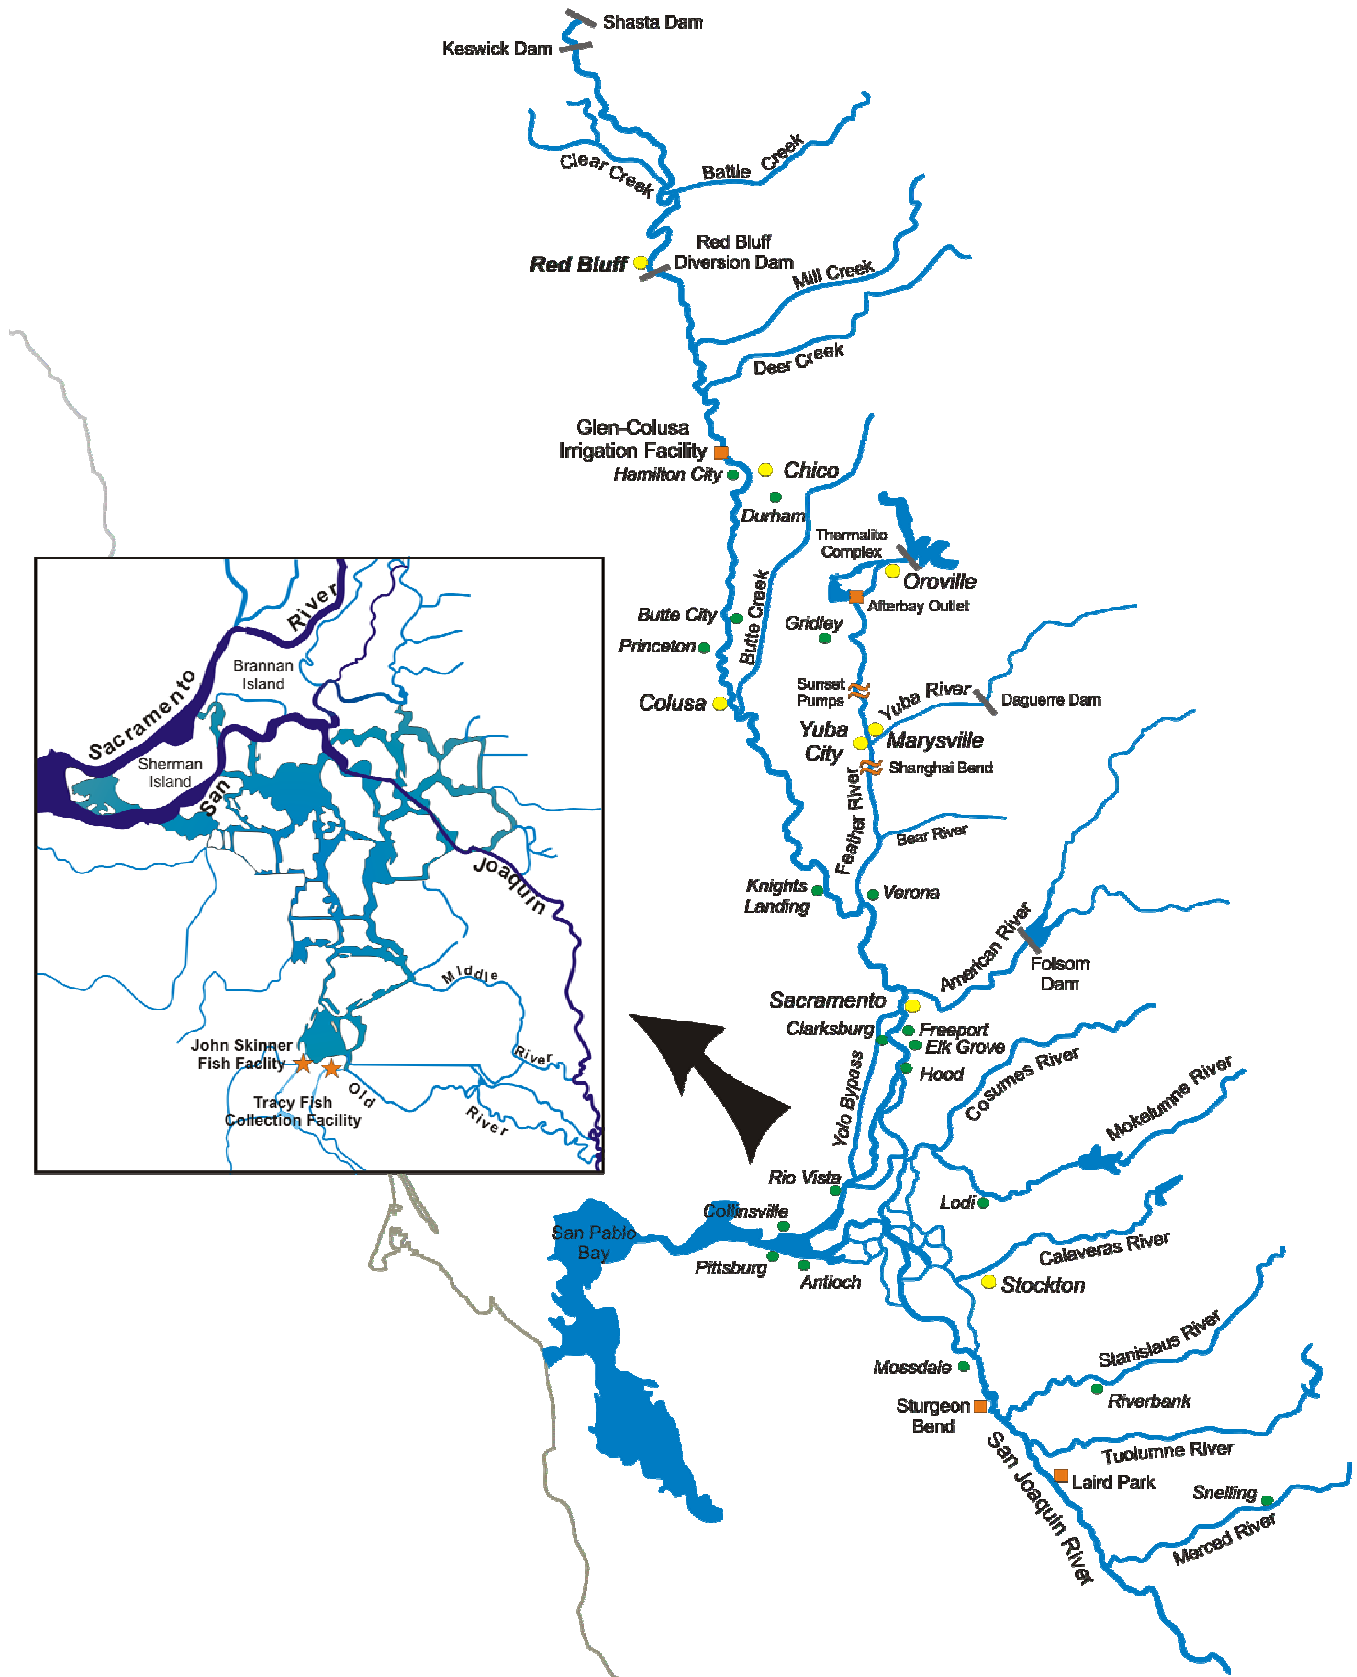 Shasta Dam
Keswick Dam
Clear Creek
Battle Creek
Red Bluff
Red Bluff
Diversion Dam
Mill Creek
Deer Creek
Glen-Colusa
Irrigation Facility
Hamilton City
Chico
Durham
Thermalito
Complex
Oroville
Afterbay Outlet
Butte City
Butte Creek
Gridley
Princeton
Sunset
Pumps
Yuba River
Daguerre Dam
Colusa
Yuba
City
Marysville
Shanghai Bend
Feather River
Bear River
Knights
Landing
Verona
American River
Folsom
Dam
Sacramento
Clarksburg
Freeport
Elk Grove
Hood
Yolo Bypass
Cosumes River
Mokelumne River
Rio Vista
Lodi
Collinsville
San Pablo
Bay
Pittsburg
Antioch
Calaveras River
Stockton
Mossdale
Stanislaus River
Riverbank
Sturgeon
Bend
Tuolumne River
Laird Park
San Joaquin River
Snelling
Merced River
Sacramento River
Brannan
Island
Sherman
Island
San Joaquin
Middle River
John Skinner
Fish Faclity
Tracy Fish
Collection Facility
Old River